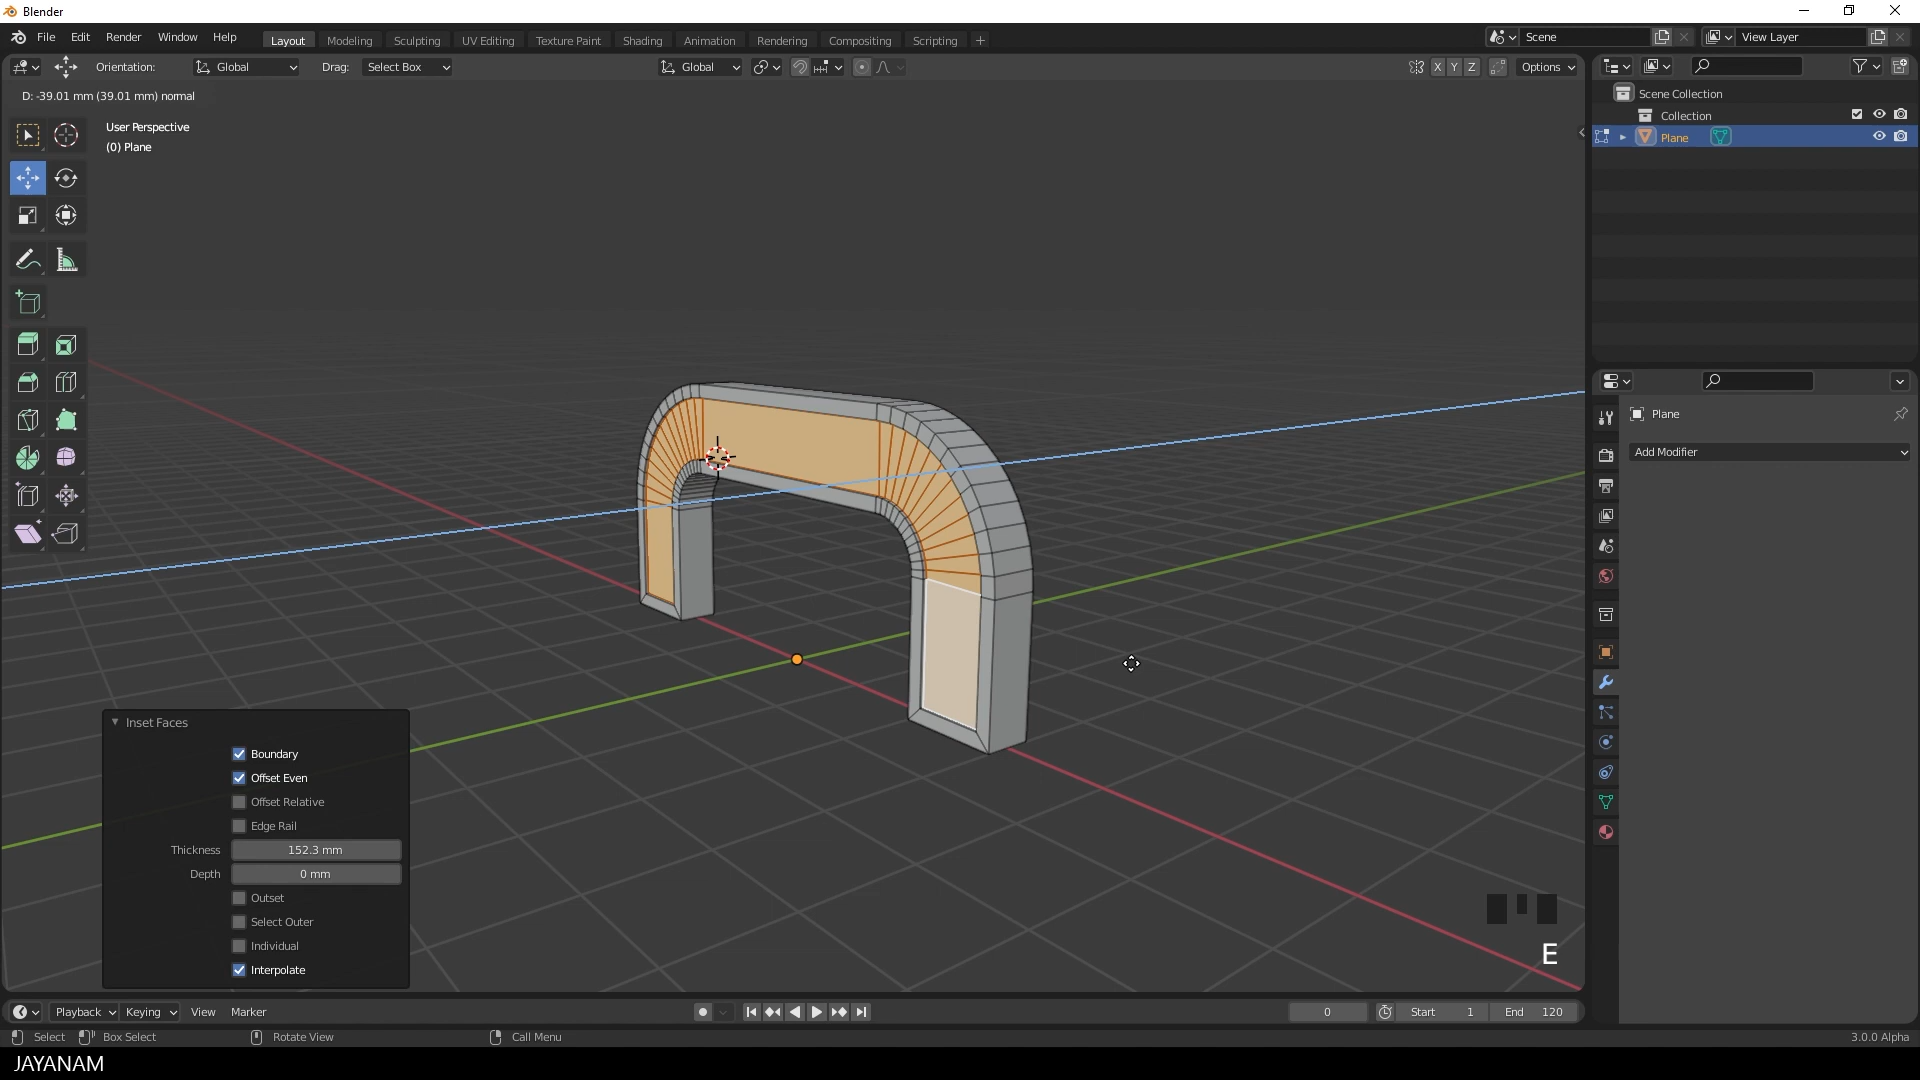 Blender
File Edit Render Window Help Layout Modeling Sculpting UV Editing Texture Paint Shading Animation Rendering Compositing Scripting + Scene View Layer
Orientation: Global Drag: Select Box Global X Y Z Options
D: -39.01 mm (39.01 mm) normal
Scene Collection
Collection
Plane
User Perspective
(0) Plane
Plane
Add Modifier
Inset Faces
Boundary
Offset Even
Offset Relative
Edge Rail
Thickness 152.3 mm
Depth 0 mm
Outset
Select Outer
Individual
Interpolate
E
Playback Keying View Marker 0 Start 1 End 120
Select Box Select Rotate View Call Menu 3.0.0 Alpha
JAYANAM